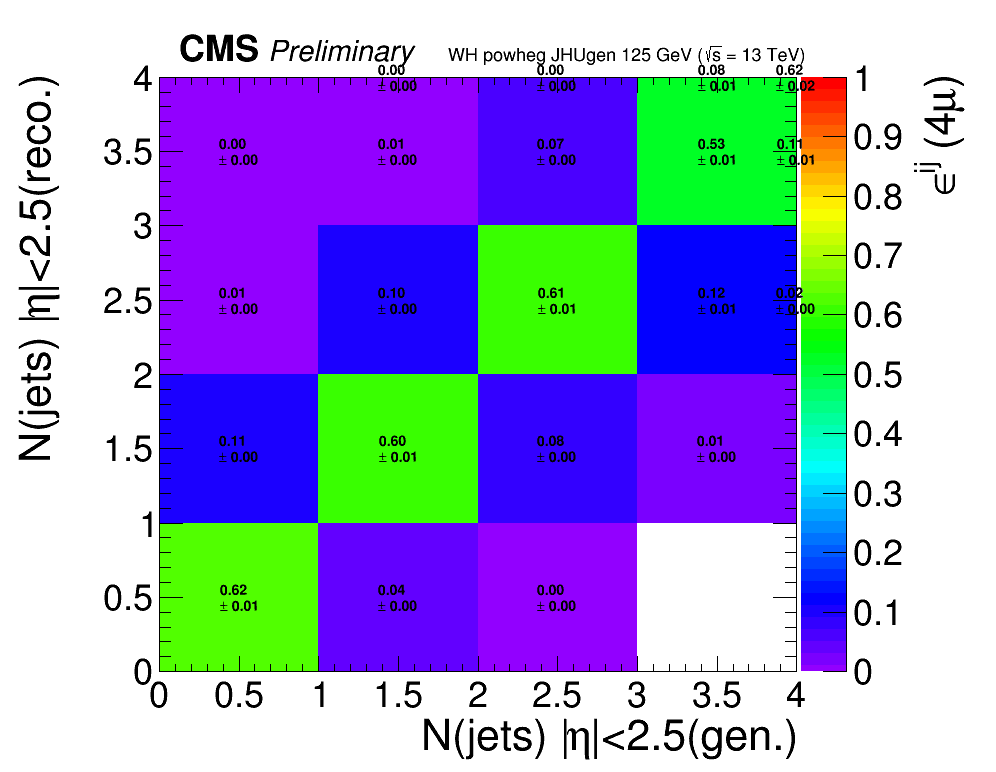 CMS Preliminary WH powheg JHUgen 125 GeV (√s = 13 TeV)
0.00 0.00 0.08 0.62
± 0.00 ± 0.00 ± 0.01 ± 0.02
0.00 0.01 0.07 0.53 0.11
± 0.00 ± 0.00 ± 0.00 ± 0.01 ± 0.01
0.01 0.10 0.61 0.12 0.02
± 0.00 ± 0.00 ± 0.01 ± 0.01 ± 0.00
0.11 0.60 0.08 0.01
± 0.00 ± 0.01 ± 0.00 ± 0.00
0.62 0.04 0.00
± 0.01 ± 0.00 ± 0.00
4
3.5
3
2.5
2
1.5
1
0.5
0
0 0.5 1 1.5 2 2.5 3 3.5 4
N(jets) |η|<2.5(gen.)
N(jets) |η|<2.5(reco.)
1
0.9
0.8
0.7
0.6
0.5
0.4
0.3
0.2
0.1
0
ϵ^ij (4μ)